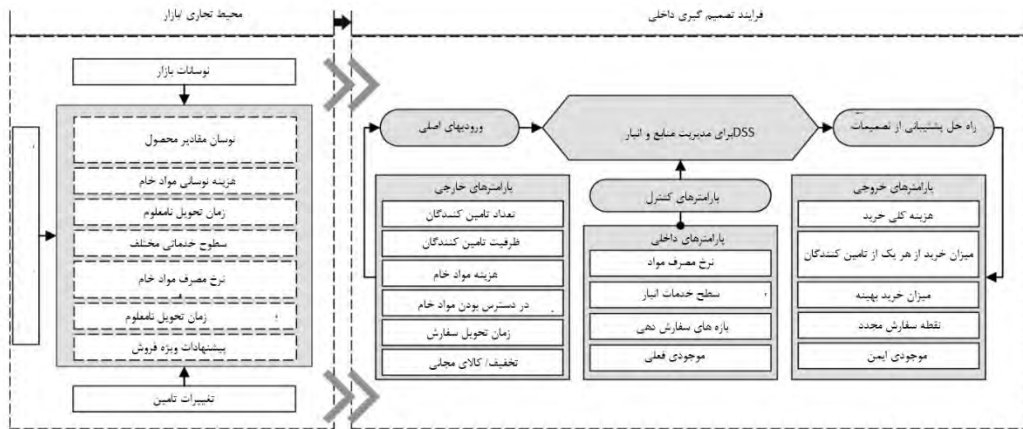 فرایند تصمیم گیری داخلی
محیط تجاری /بازار
راه حل پشتیبانی از تصمیمات
DSSبرای مدیریت منابع و انبار
ورودیهای اصلی
پارامترهای خروجی
هزینه کلی خرید
میزان خرید از هر یک از تامین کنندگان
میزان خرید بهینه
نقطه سفارش مجدد
موجودی ایمن
پارامترهای کنترل
پارامترهای داخلی
نرخ مصرف مواد
سطح خدمات انبار
بازه های سفارش دهی
موجودی فعلی
پارامترهای خارجی
تعداد تامین کنندگان
ظرفیت تامین کنندگان
هزینه مواد خام
در دسترس بودن مواد خام
زمان تحویل سفارش
تخفیف/ کالای مجانی
نوسانات بازار
نوسان مقادیر محصول
هزینه نوسانی مواد خام
زمان تحویل نامعلوم
سطوح خدماتی مختلف
نرخ مصرف مواد خام
زمان تحویل نامعلوم
پیشنهادات ویژه فروش
تغییرات تامین